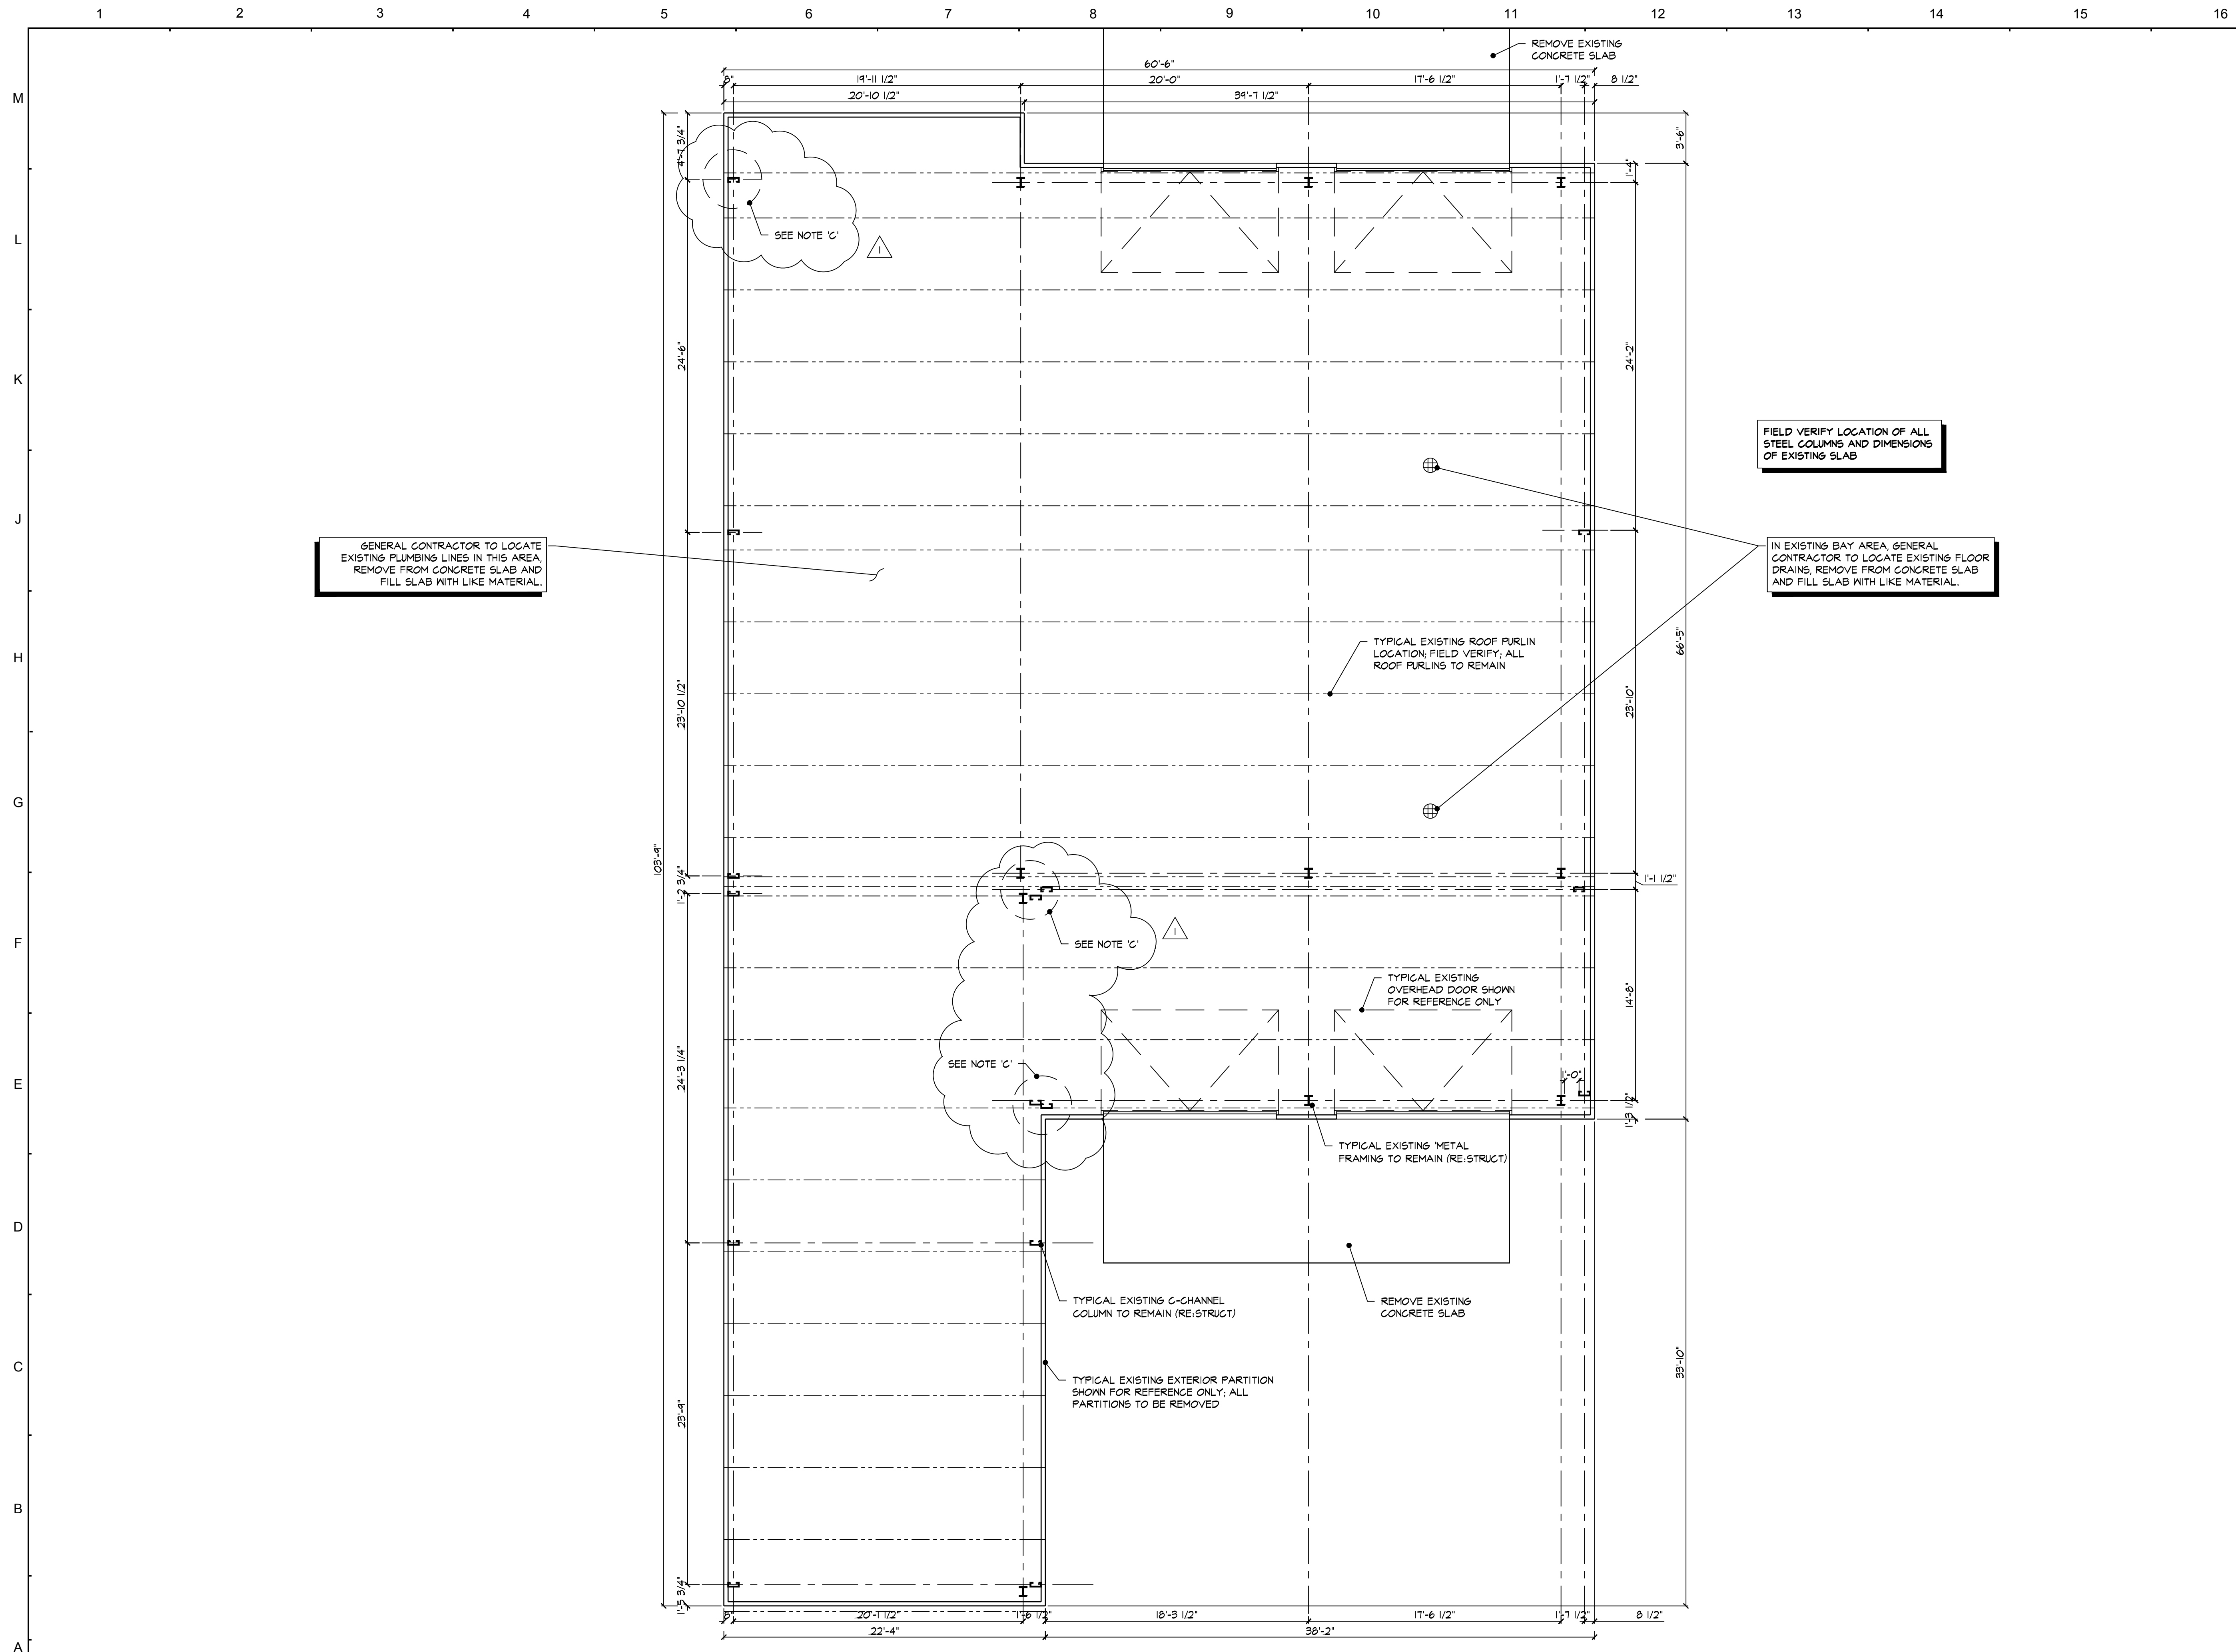 1 2 3 4 5 6 7 8 9 10 11 12 13 14 15 16
REMOVE EXISTING
CONCRETE SLAB
60'-6"
8" 19'-11 1/2" 20'-0" 17'-6 1/2" 1'-7 1/2" 8 1/2"
20'-10 1/2" 39'-7 1/2"
M
4'-7 3/4"
3'-6"
1'-4"
SEE NOTE 'C'
1
L
24'-6"
24'-2"
K
FIELD VERIFY LOCATION OF ALL
STEEL COLUMNS AND DIMENSIONS
OF EXISTING SLAB
J
GENERAL CONTRACTOR TO LOCATE
EXISTING PLUMBING LINES IN THIS AREA,
REMOVE FROM CONCRETE SLAB AND
FILL SLAB WITH LIKE MATERIAL.
IN EXISTING BAY AREA, GENERAL
CONTRACTOR TO LOCATE EXISTING FLOOR
DRAINS, REMOVE FROM CONCRETE SLAB
AND FILL SLAB WITH LIKE MATERIAL.
66'-5"
H
TYPICAL EXISTING ROOF PURLIN
LOCATION; FIELD VERIFY; ALL
ROOF PURLINS TO REMAIN
23'-10 1/2"
23'-10"
G
103'-9"
1'-2 3/4"
1'-1 1/2"
F
SEE NOTE 'C'
1
TYPICAL EXISTING
OVERHEAD DOOR SHOWN
FOR REFERENCE ONLY
14'-8"
24'-3 1/4"
SEE NOTE 'C'
1'-0"
E
1'-3 1/2"
TYPICAL EXISTING 'METAL
FRAMING TO REMAIN (RE:STRUCT)
D
TYPICAL EXISTING C-CHANNEL
COLUMN TO REMAIN (RE:STRUCT)
REMOVE EXISTING
CONCRETE SLAB
C
33'-10"
TYPICAL EXISTING EXTERIOR PARTITION
SHOWN FOR REFERENCE ONLY; ALL
PARTITIONS TO BE REMOVED
23'-9"
B
1'-5 3/4"
8" 20'-1 1/2" 1'-6 1/2" 18'-3 1/2" 17'-6 1/2" 1'-7 1/2" 8 1/2"
22'-4" 38'-2"
A